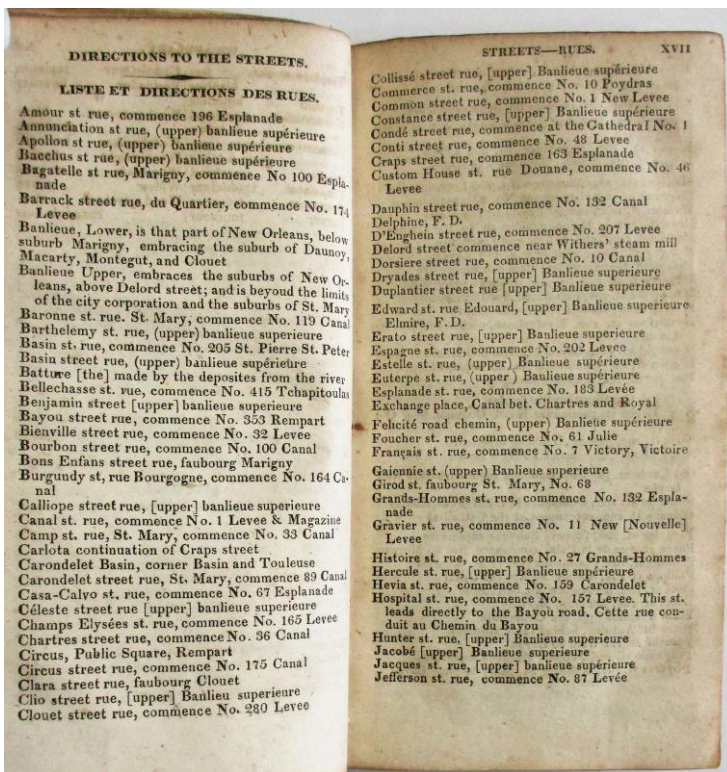 DIRECTIONS TO THE STREETS.
LISTE ET DIRECTIONS DES RUES.
Amour st rue, commence 196 Esplanade
Annunciation st rue, (upper) banlieue supérieure
Apollon st rue, (upper) banlieue supérieure
Bacchus st rue, (upper) banlieue supérieure
Bagatelle st rue, Marigny, commence No 100 Espla-
nade
Barrack street rue, du Quartier, commence No. 174
Levee
Banlieue, Lower, is that part of New Orleans, below
suburb Marigny, embracing the suburb of Daunoy,
Macarty, Montegut, and Clouet
Banlieue Upper, embraces the suburbs of New Or-
leans, above Delord street; and is beyoud the limits
of the city corporation and the suburbs of St. Mary
Baronne st. rue. St. Mary, commence No. 119 Canal
Barthelemy st. rue, (upper) banlieue superieure
Basin st. rue, commence No. 205 St. Pierre St. Peter
Basin street rue, (upper) banlieue supérieure
Batture [the] made by the deposites from the river
Bellechasse st. rue, commence No. 415 Tchapitoulas
Benjamin street [upper] banlieue superieure
Bayou street rue, commence No. 353 Rempart
Bienville street rue, commence No. 32 Levee
Bourbon street rue, commence No. 100 Canal
Bons Enfans street rue, faubourg Marigny
Burgundy st, rue Bourgogne, commence No. 164 Ca-
nal
Calliope street rue, [upper] banlieue superieure
Canal st. rue, commence No. 1 Levee & Magazine
Camp st. rue, St. Mary, commence No. 33 Canal
Carlota continuation of Craps street
Carondelet Basin, corner Basin and Touleuse
Carondelet street rue, St. Mary, commence 89 Canal
Casa-Calvo st. rue, commence No. 67 Esplanade
Céleste street rue [upper] banlieue superieure
Champs Elysées st. rue, commence No. 165 Levee
Chartres street rue, commence No. 36 Canal
Circus, Public Square, Rempart
Circus street rue, commence No. 175 Canal
Clara street rue, faubourg Clouet
Clio street rue, [upper] Banlieu superieure
Clouet street rue, commence No. 280 Levee
STREETS—RUES. XVII
Collissé street rue, [upper] Banlieue supérieure
Commerce st. rue, commence No. 10 Poydras
Common street rue, commence No. 1 New Levee
Constance street rue, [upper] Banlieue supérieure
Condé street rue, commence at the Cathedral No. 1
Conti street rue, commence No. 48 Levee
Craps street rue, commence 163 Esplanade
Custom House st. rue Douane, commence No. 46
Levee
Dauphin street rue, commence No. 132 Canal
Delphine, F. D.
D'Enghein street rue, commence No. 207 Levee
Delord street commence near Withers' steam mill
Dorsiere street rue, commence No. 10 Canal
Dryades street rue, [upper] Banlieue superieure
Duplantier street rue [upper] Banlieue superieure
Edward st. rue Edouard, [upper] Banlieue superieure
Elmire, F. D.
Erato street rue, [upper] Banlieue superieure
Espagne st. rue, commence No. 202 Levee
Estelle st. rue, (upper) Banlieue supérieure
Euterpe st. rue, (upper) Banlieue supérieure
Esplanade st. rue, commence No. 183 Levée
Exchange place, Canal bet. Chartres and Royal
Felicité road chemin, (upper) Banlieue supérieure
Foucher st. rue, commence No. 61 Julie
Français st. rue, commence No. 7 Victory, Victoire
Gaiennie st. (upper) Banlieue superieure
Girod st. faubourg St. Mary, No. 68
Grands-Hommes st. rue, commence No. 132 Espla-
nade
Gravier st. rue, commence No. 11 New [Nouvelle]
Levee
Histoire st. rue, commence No. 27 Grands-Hommes
Hercule st. rue, [upper] Banlieue snpérieure
Hevia st. rue, commence No. 159 Carondelet
Hospital st. rue, commence No. 157 Levee. This st.
leads directly to the Bayou road. Cette rue con-
duit au Chemin du Bayou
Hunter st. rue, [upper] Banlieue superieure
Jacobé [upper] Banlieue superieure
Jacques st. rue, [upper] banlieue supérieure
Jefferson st. rue, commence No. 87 Levée